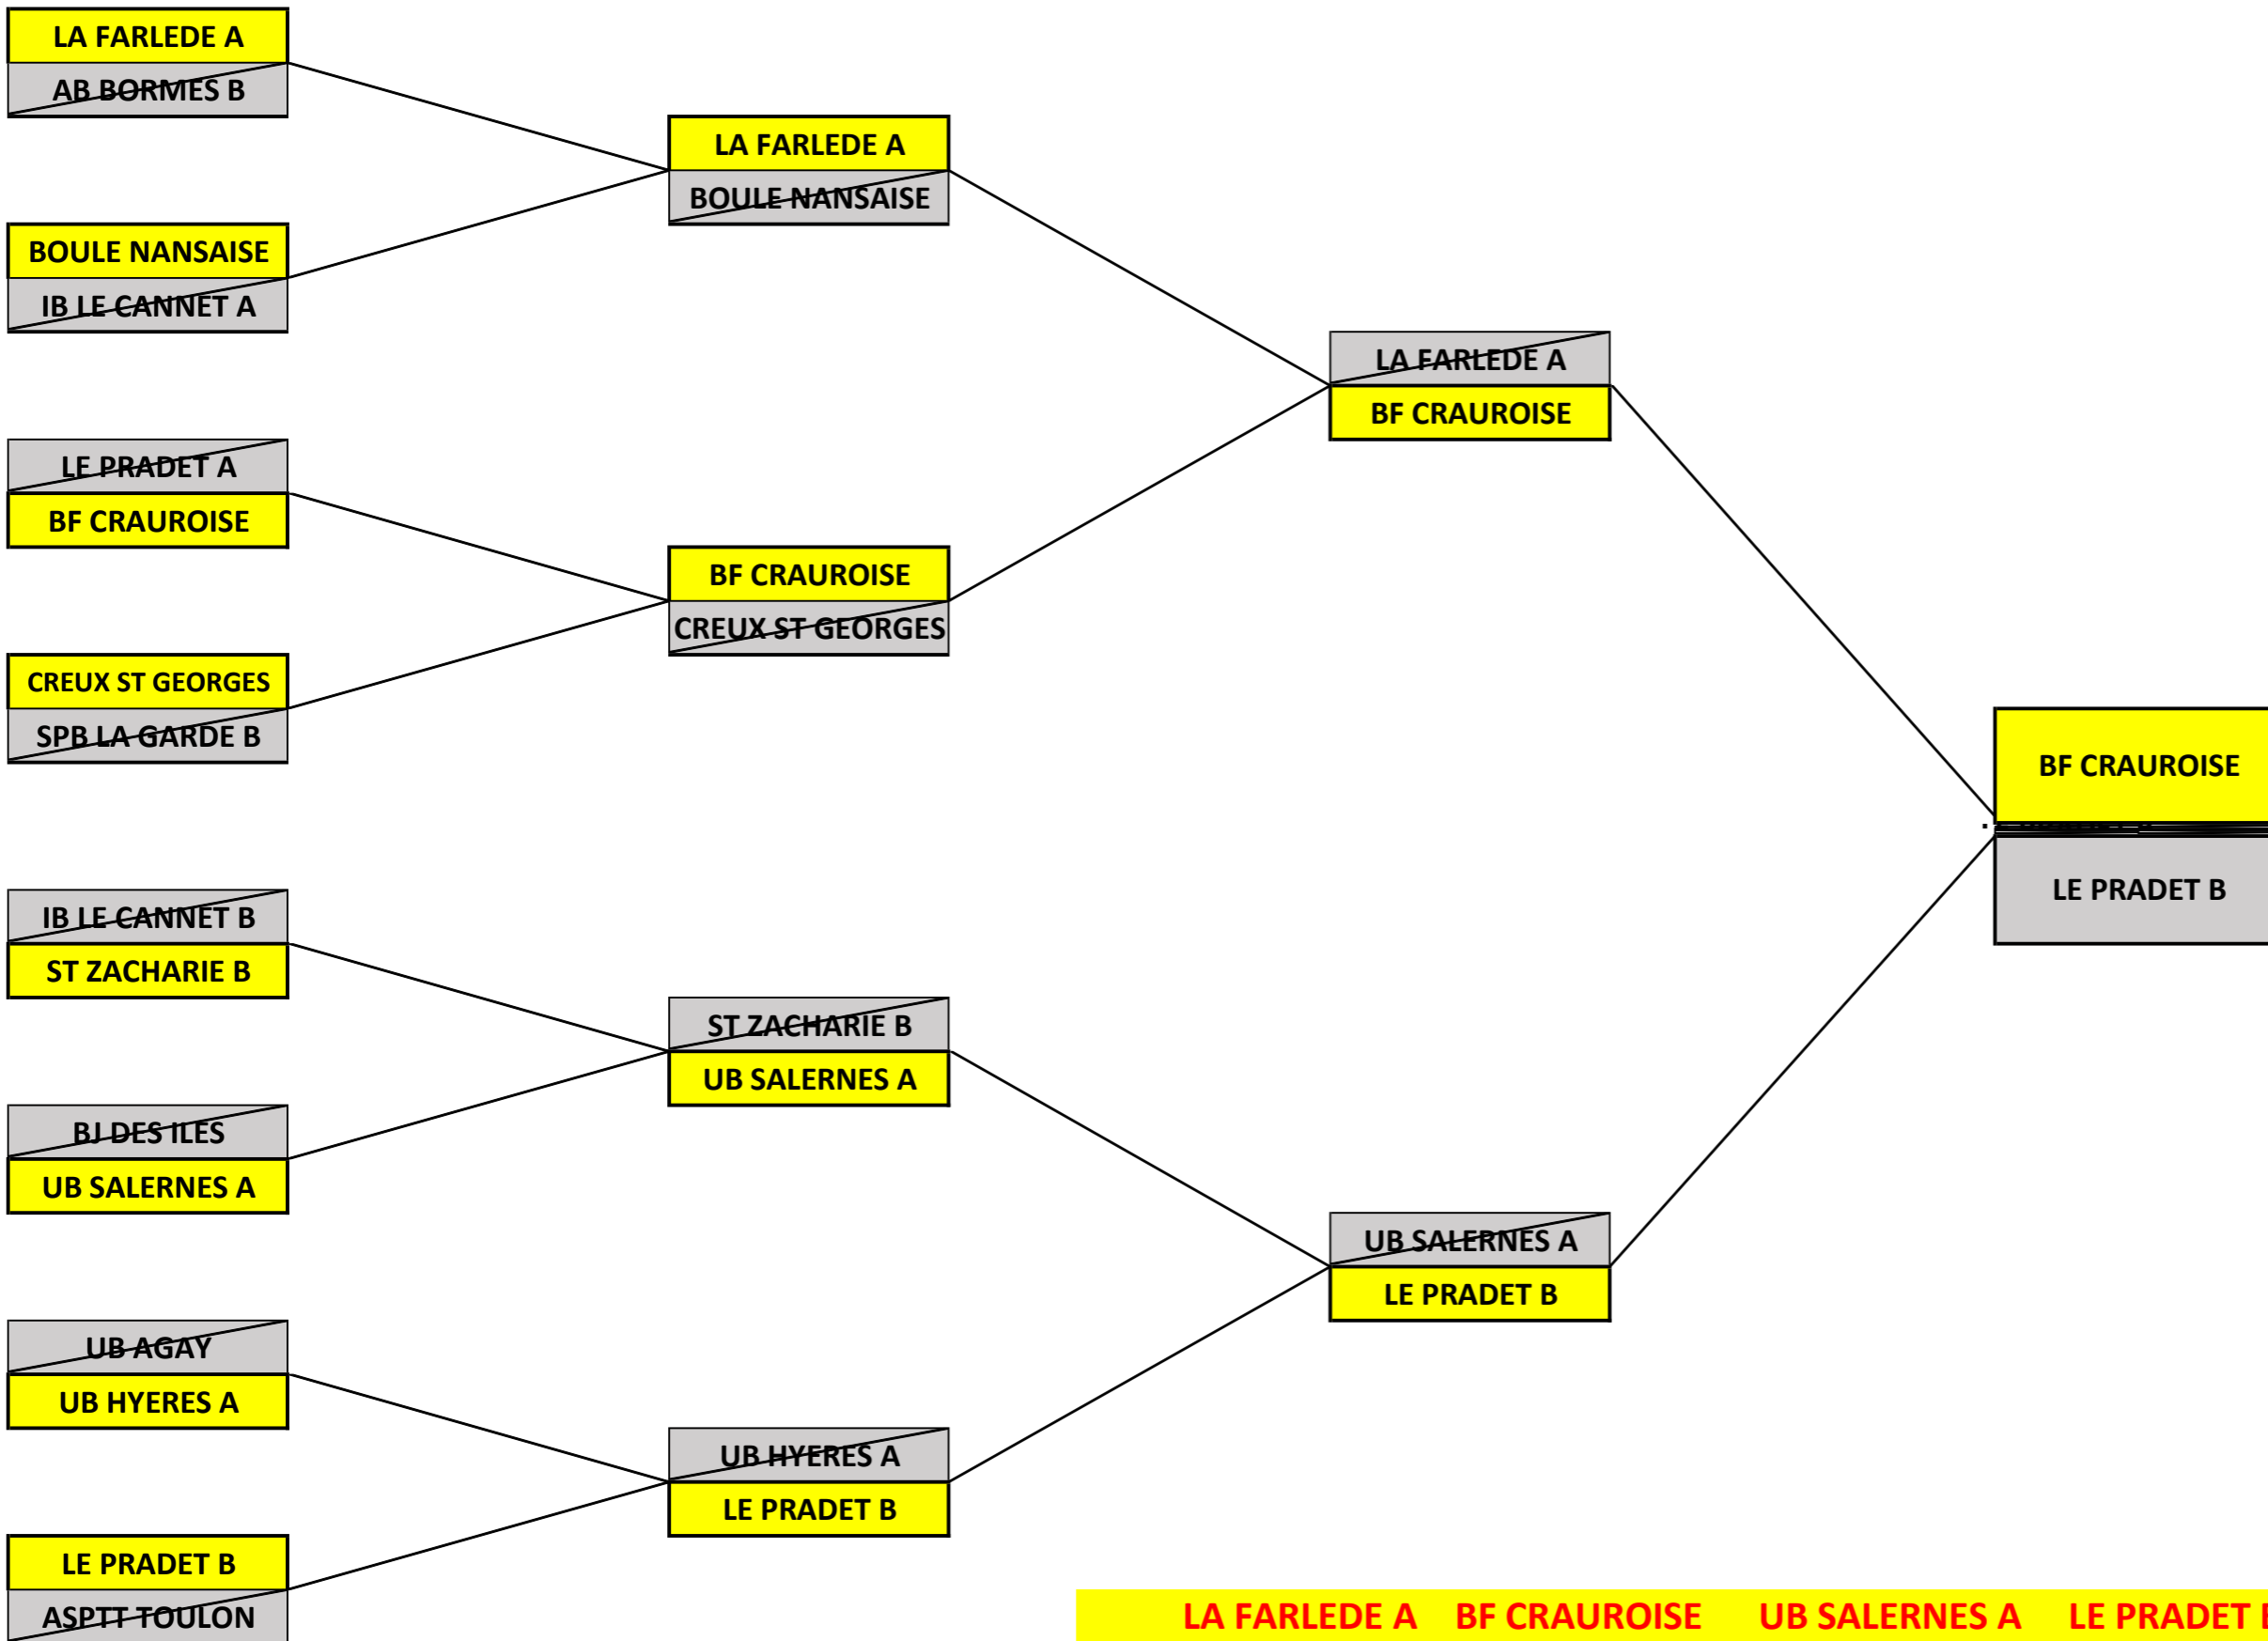 LA FARLEDE A
AB BORMES B
BOULE NANSAISE
IB LE CANNET A
LE PRADET A
BF CRAUROISE
CREUX ST GEORGES
SPB LA GARDE B
IB LE CANNET B
ST ZACHARIE B
BJ DES ILES
UB SALERNES A
UB AGAY
UB HYERES A
LE PRADET B
ASPTT TOULON
LA FARLEDE A
BOULE NANSAISE
BF CRAUROISE
CREUX ST GEORGES
ST ZACHARIE B
UB SALERNES A
UB HYERES A
LE PRADET B
LA FARLEDE A
BF CRAUROISE
UB SALERNES A
LE PRADET B
BF CRAUROISE
LE PRADET B
LA FARLEDE A BF CRAUROISE UB SALERNES A LE PRADET B